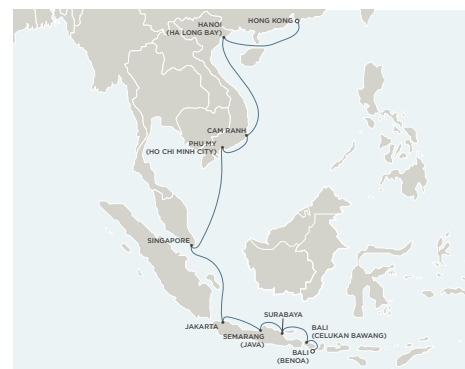 HONG KONG
HANOI
(HA LONG BAY)
CAM RANH
PHU MY
(HO CHI MINH CITY)
SINGAPORE
JAKARTA
SEMARANG
(JAVA)
SURABAYA
BALI
(CELUKAN BAWANG)
BALI
(BENOA)